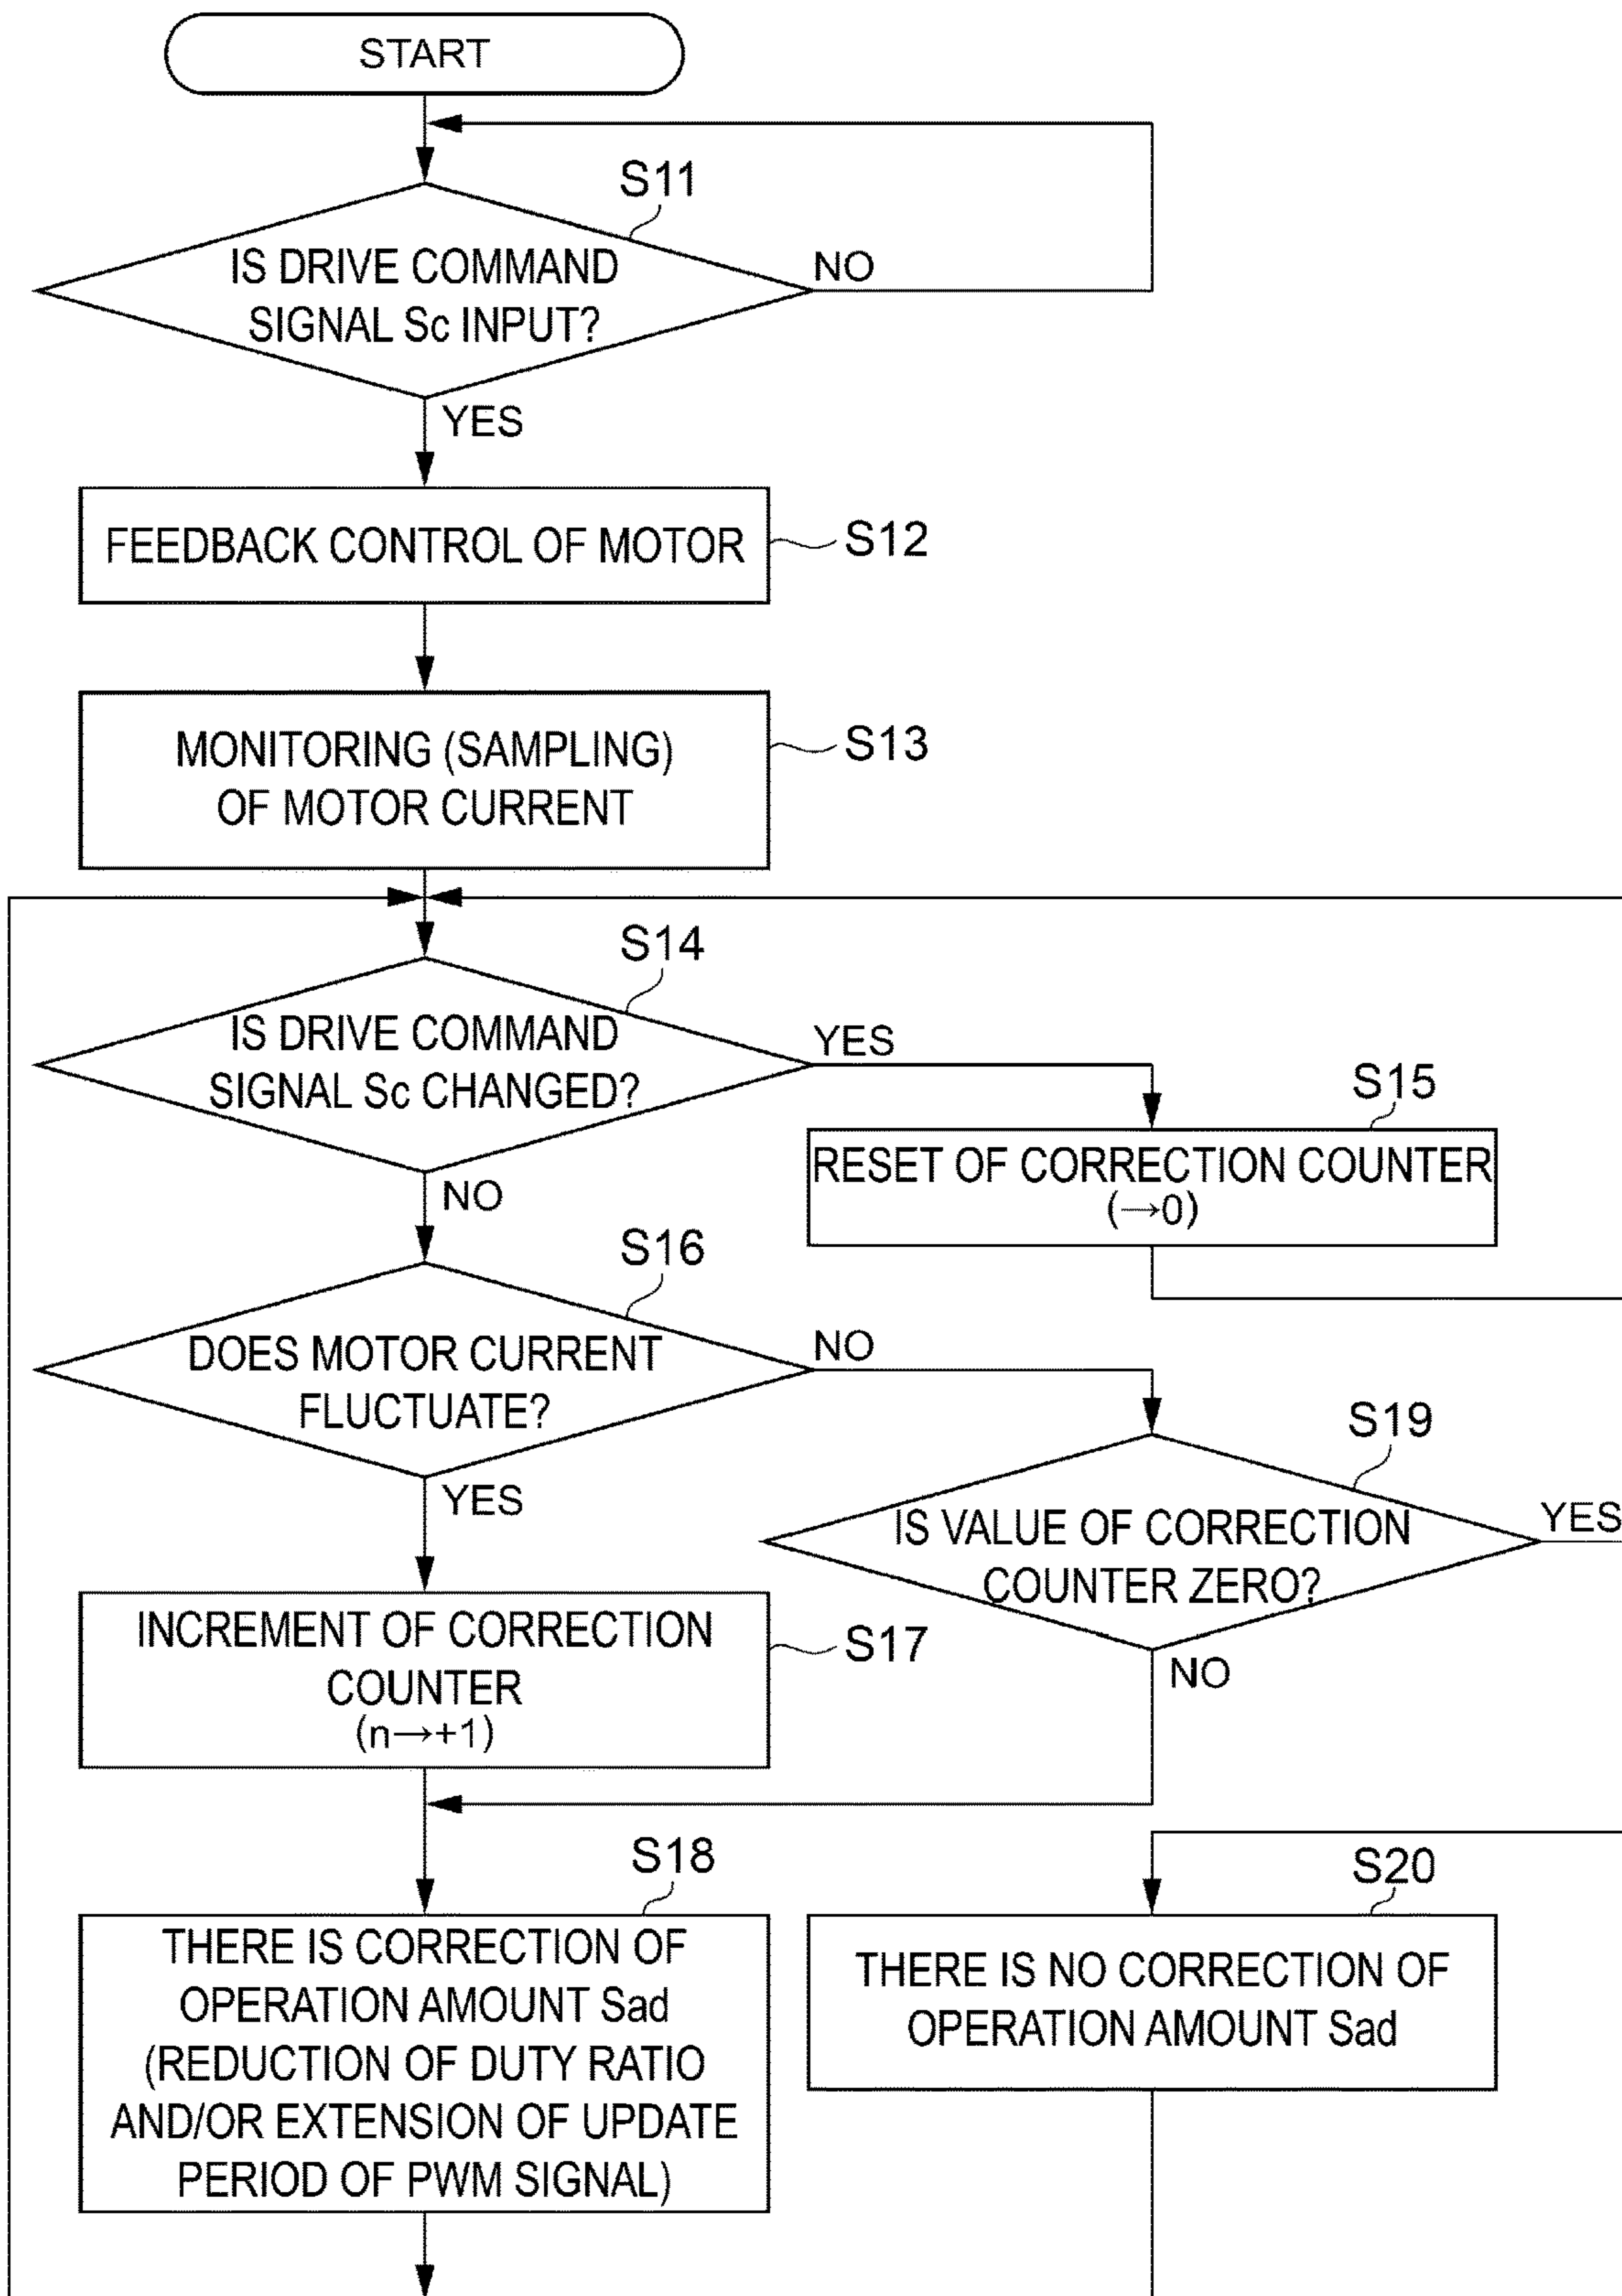 START
S11
IS DRIVE COMMAND
SIGNAL Sc INPUT?
NO
YES
FEEDBACK CONTROL OF MOTOR
S12
MONITORING (SAMPLING)
OF MOTOR CURRENT
S13
S14
IS DRIVE COMMAND
SIGNAL Sc CHANGED?
YES
NO
S15
RESET OF CORRECTION COUNTER
(→0)
S16
DOES MOTOR CURRENT
FLUCTUATE?
NO
YES
S19
IS VALUE OF CORRECTION
COUNTER ZERO?
YES
NO
INCREMENT OF CORRECTION
COUNTER
(n→+1)
S17
S18
THERE IS CORRECTION OF
OPERATION AMOUNT Sad
(REDUCTION OF DUTY RATIO
AND/OR EXTENSION OF UPDATE
PERIOD OF PWM SIGNAL)
S20
THERE IS NO CORRECTION OF
OPERATION AMOUNT Sad